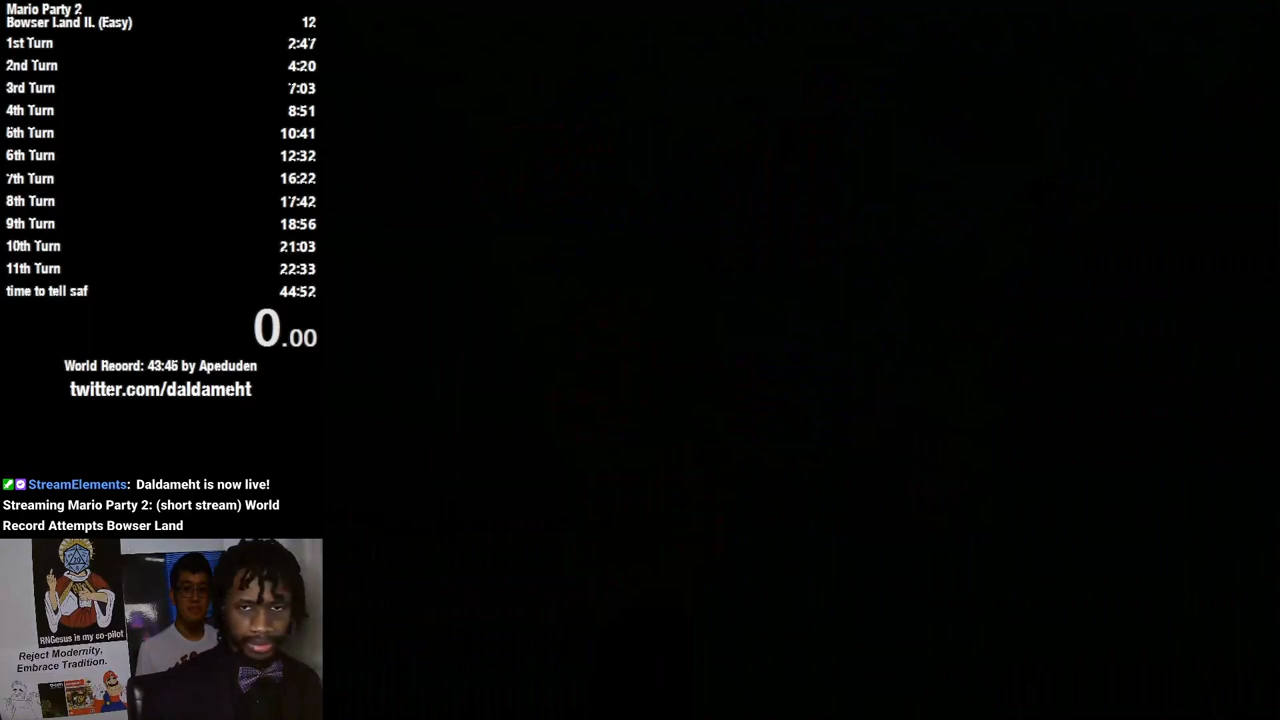 Mario Party 2
Bowser Land II. (Easy) 12
1st Turn 2:47
2nd Turn 4:20
3rd Turn 7:03
4th Turn 8:51
5th Turn 10:41
6th Turn 12:32
7th Turn 16:22
8th Turn 17:42
9th Turn 18:56
10th Turn 21:03
11th Turn 22:33
time to tell saf 44:52
0.00
World Record: 43:45 by Apeduden
twitter.com/daldameht
StreamElements: Daldameht is now live!
Streaming Mario Party 2: (short stream) World
Record Attempts Bowser Land
RNGesus is my co-pilot
Reject Modernity,
Embrace Tradition.